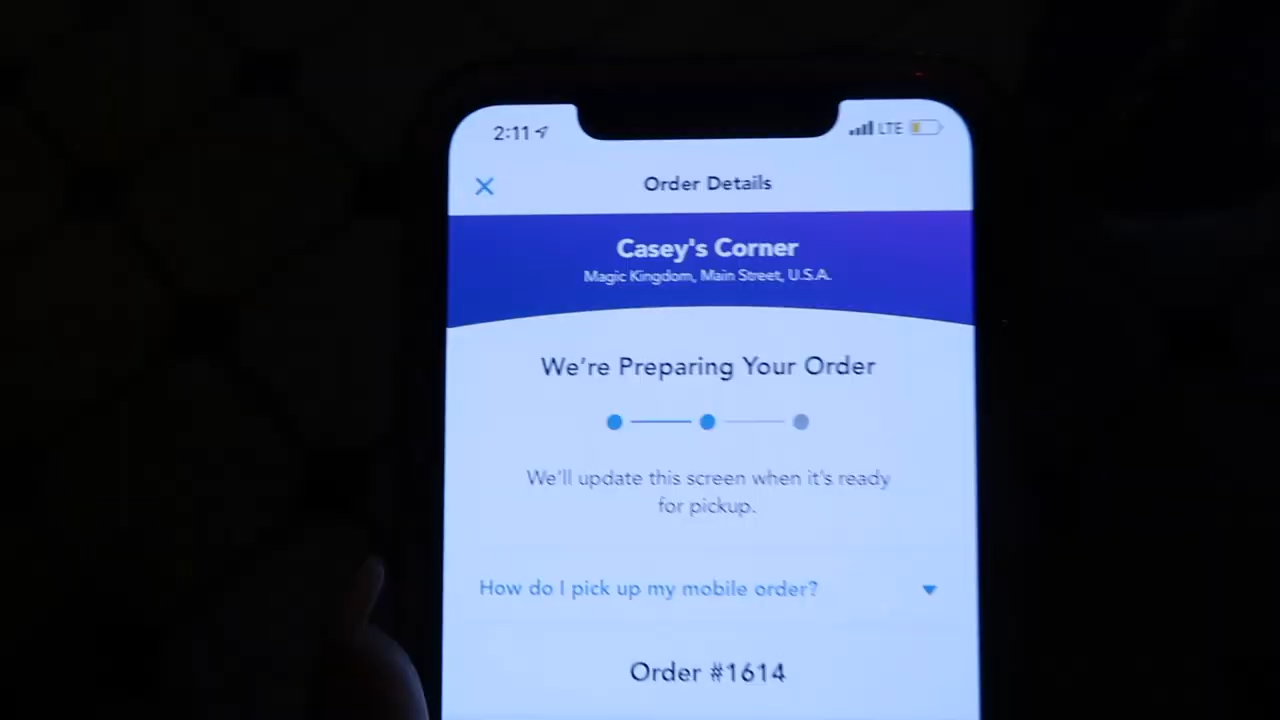 2:11
LTE
Order Details
Casey's Corner
Magic Kingdom, Main Street, U.S.A.
We're Preparing Your Order
We'll update this screen when it's ready
for pickup.
How do I pick up my mobile order?
Order #1614